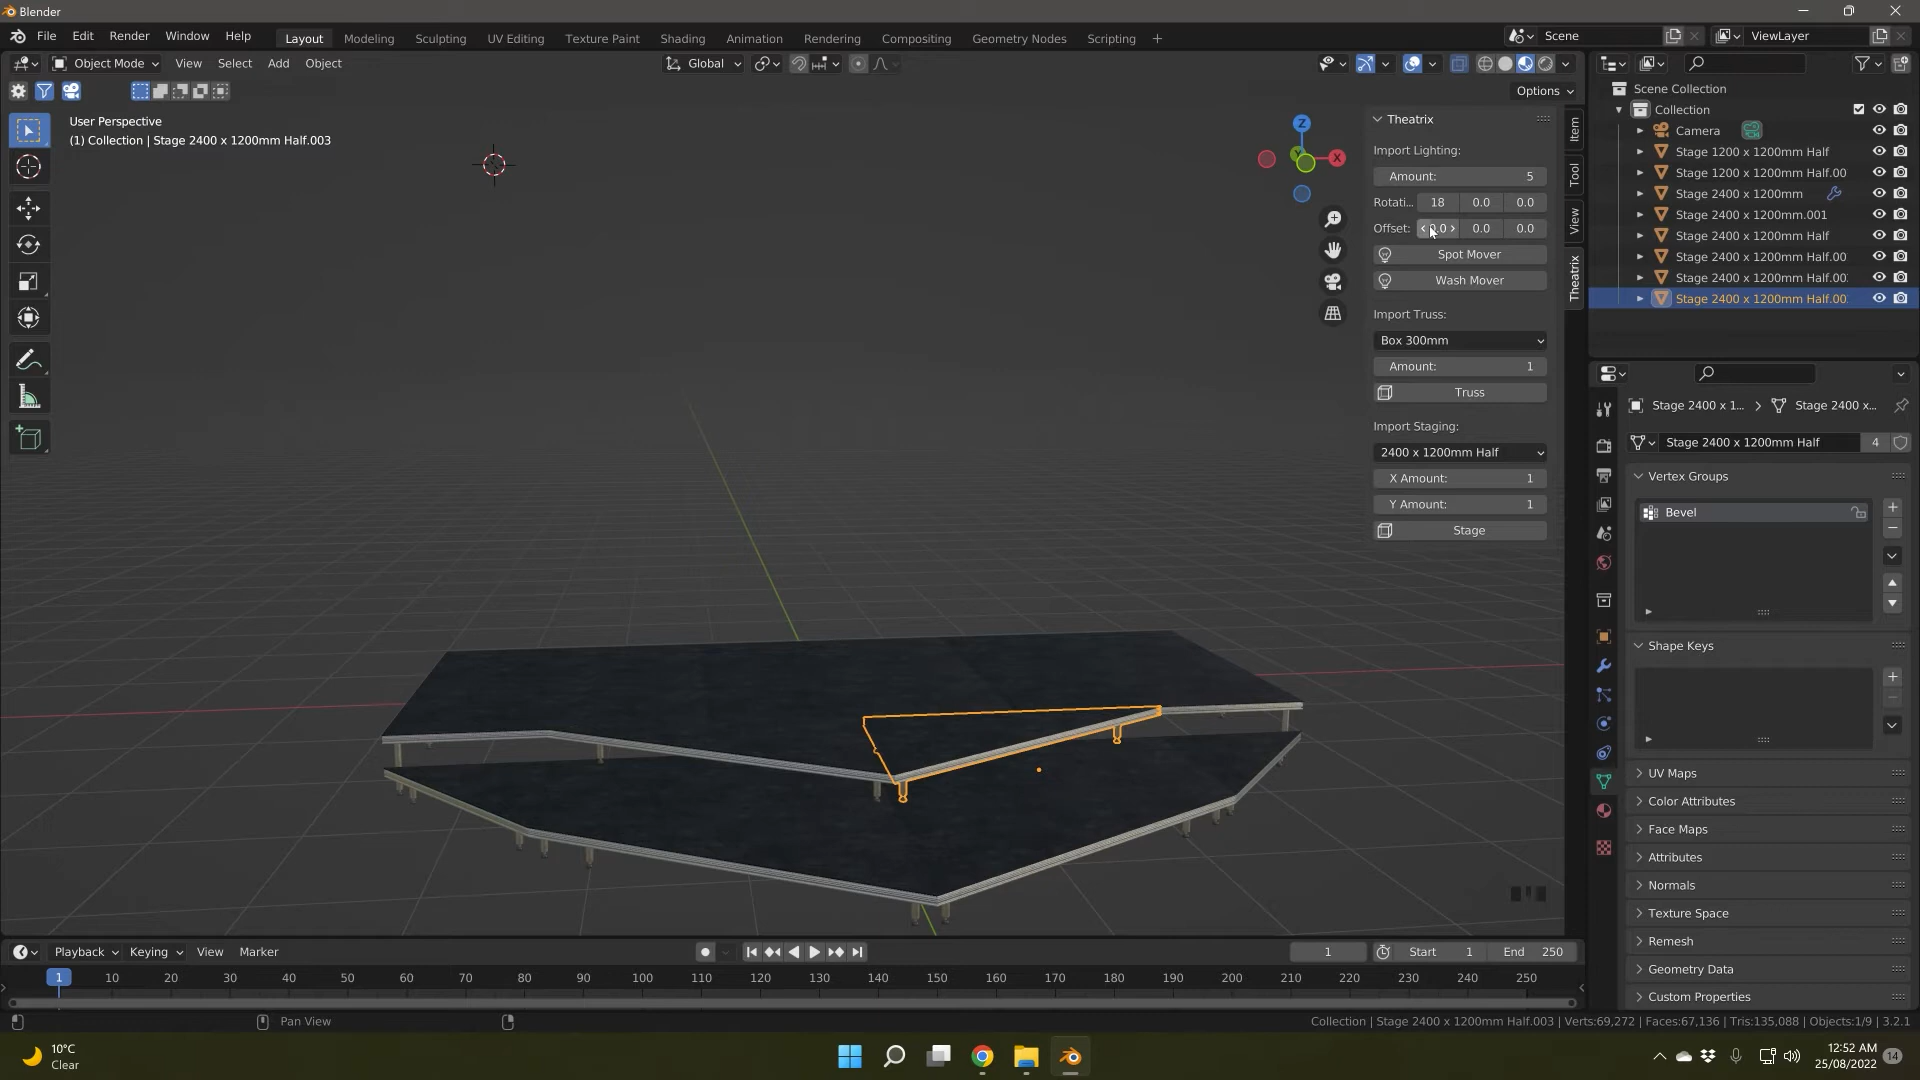 Blender
File Edit Render Window Help
Layout Modeling Sculpting UV Editing Texture Paint Shading Animation Rendering Compositing Geometry Nodes Scripting +
Scene
ViewLayer
Object Mode View Select Add Object
Global
Options
User Perspective
(1) Collection | Stage 2400 x 1200mm Half.003
Z
X
Y
Theatrix
Import Lighting:
Amount: 5
Rotati... 18 0.0 0.0
Offset: 0.0 0.0
Spot Mover
Wash Mover
Import Truss:
Box 300mm
Amount: 1
Truss
Import Staging:
2400 x 1200mm Half
X Amount: 1
Y Amount: 1
Stage
Item
Tool
View
Theatrix
Scene Collection
Collection
Camera
Stage 1200 x 1200mm Half
Stage 1200 x 1200mm Half.00
Stage 2400 x 1200mm
Stage 2400 x 1200mm.001
Stage 2400 x 1200mm Half
Stage 2400 x 1200mm Half.00
Stage 2400 x 1200mm Half.00
Stage 2400 x 1200mm Half.00
Stage 2400 x 1... > Stage 2400 x...
Stage 2400 x 1200mm Half 4
Vertex Groups
Bevel
Shape Keys
UV Maps
Color Attributes
Face Maps
Attributes
Normals
Texture Space
Remesh
Geometry Data
Custom Properties
Playback Keying View Marker
1 Start 1 End 250
1 10 20 30 40 50 60 70 80 90 100 110 120 130 140 150 160 170 180 190 200 210 220 230 240 250
Pan View
Collection | Stage 2400 x 1200mm Half.003 | Verts:69,272 | Faces:67,136 | Tris:135,088 | Objects:1/9 | 3.2.1
10°C
Clear
12:52 AM
25/08/2022
14